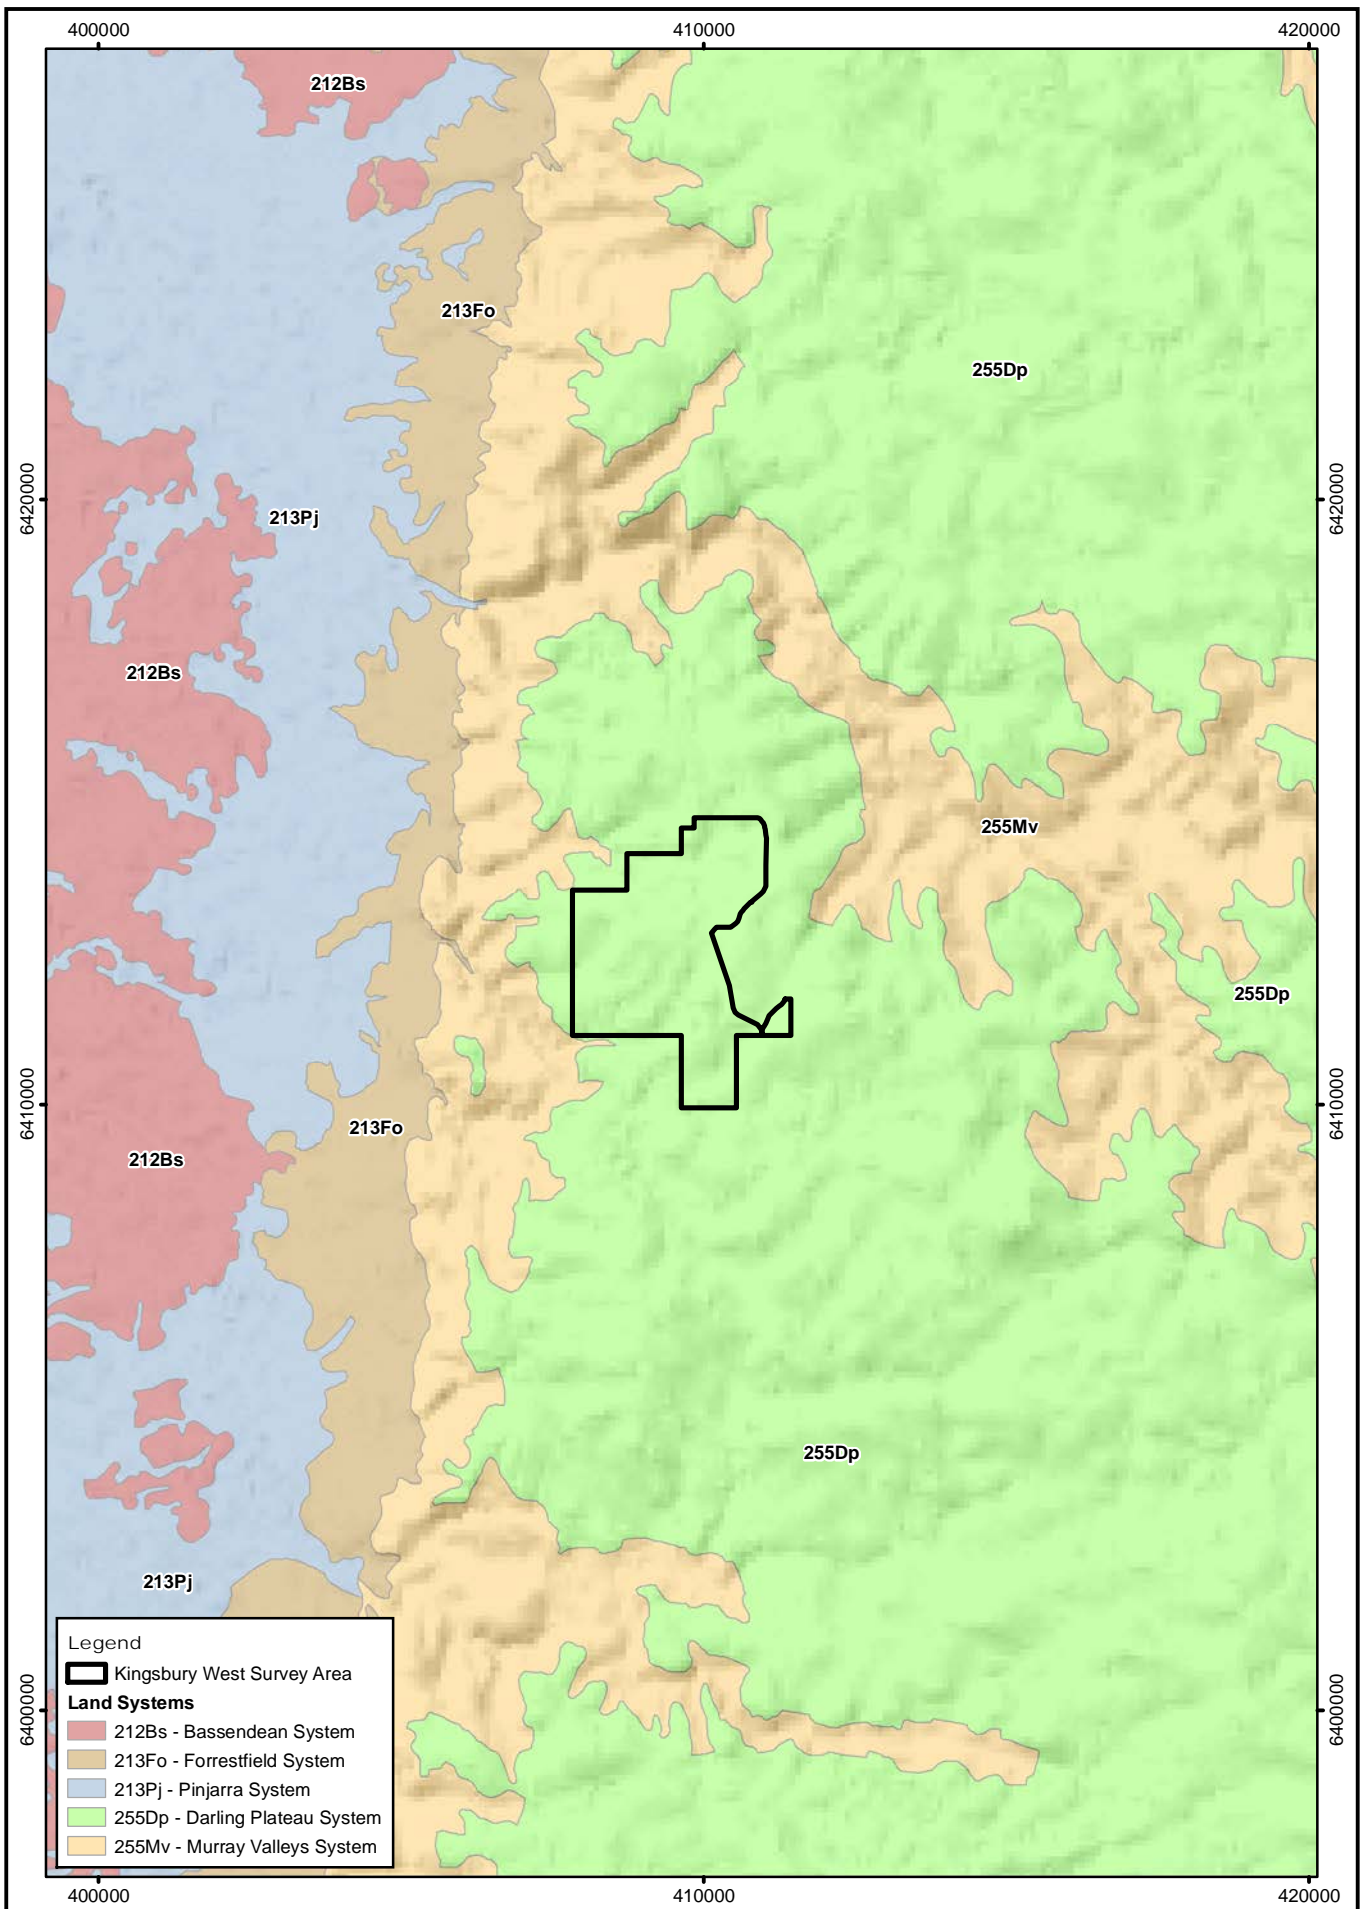 400000
410000
420000
212Bs
213Fo
255Dp
6420000
6420000
213Pj
212Bs
255Mv
255Dp
6410000
6410000
213Fo
212Bs
255Dp
213Pj
Legend
Kingsbury West Survey Area
Land Systems
212Bs - Bassendean System
213Fo - Forrestfield System
213Pj - Pinjarra System
255Dp - Darling Plateau System
255Mv - Murray Valleys System
6400000
6400000
400000
410000
420000